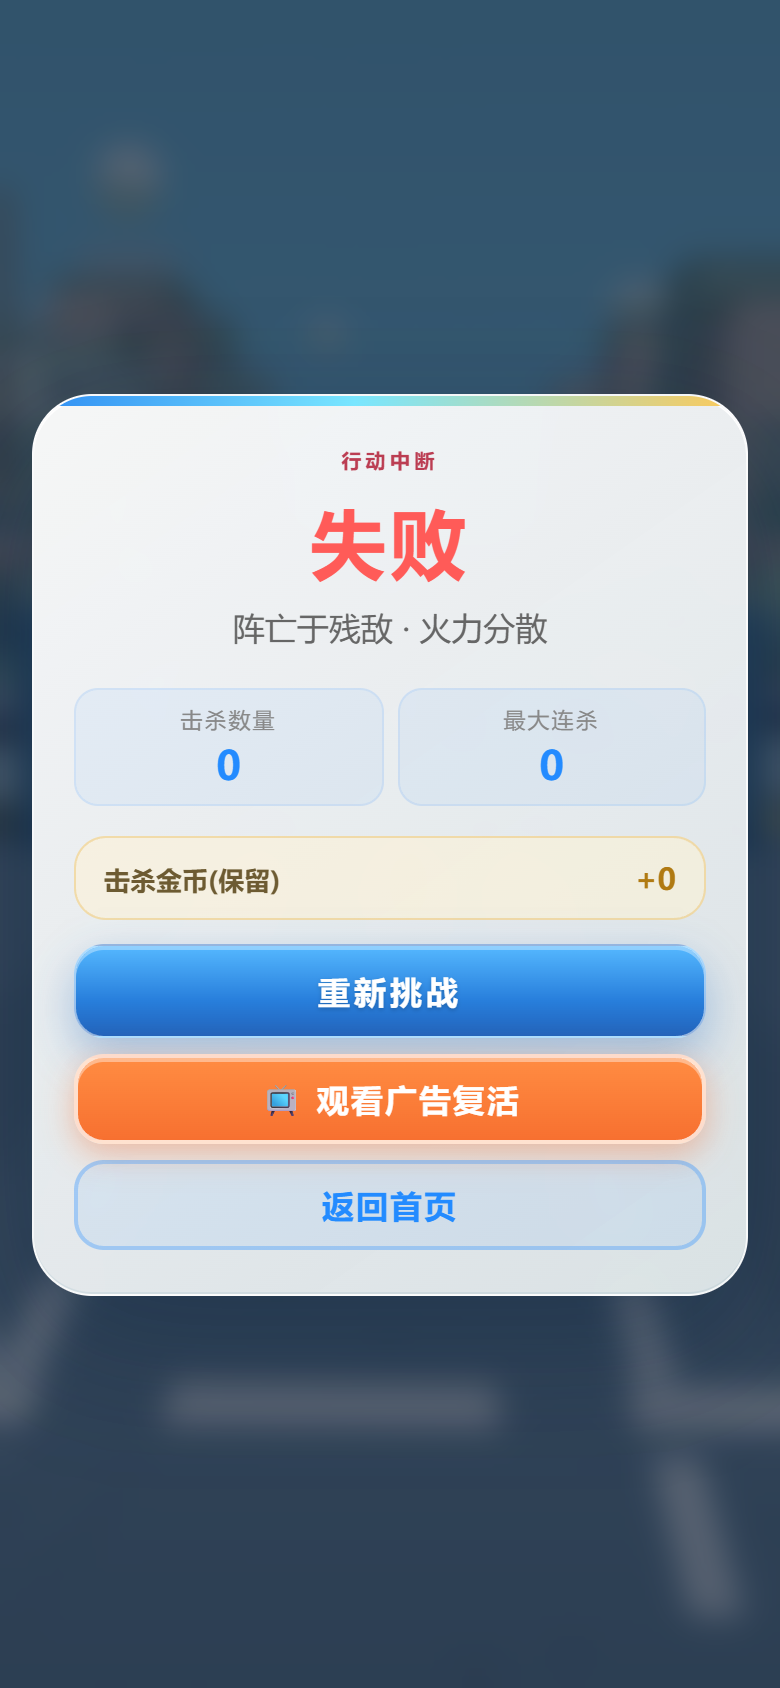 行动中断
失败
阵亡于残敌 · 火力分散
击杀数量
0
最大连杀
0
击杀金币(保留)
+0
重新挑战
观看广告复活
返回首页